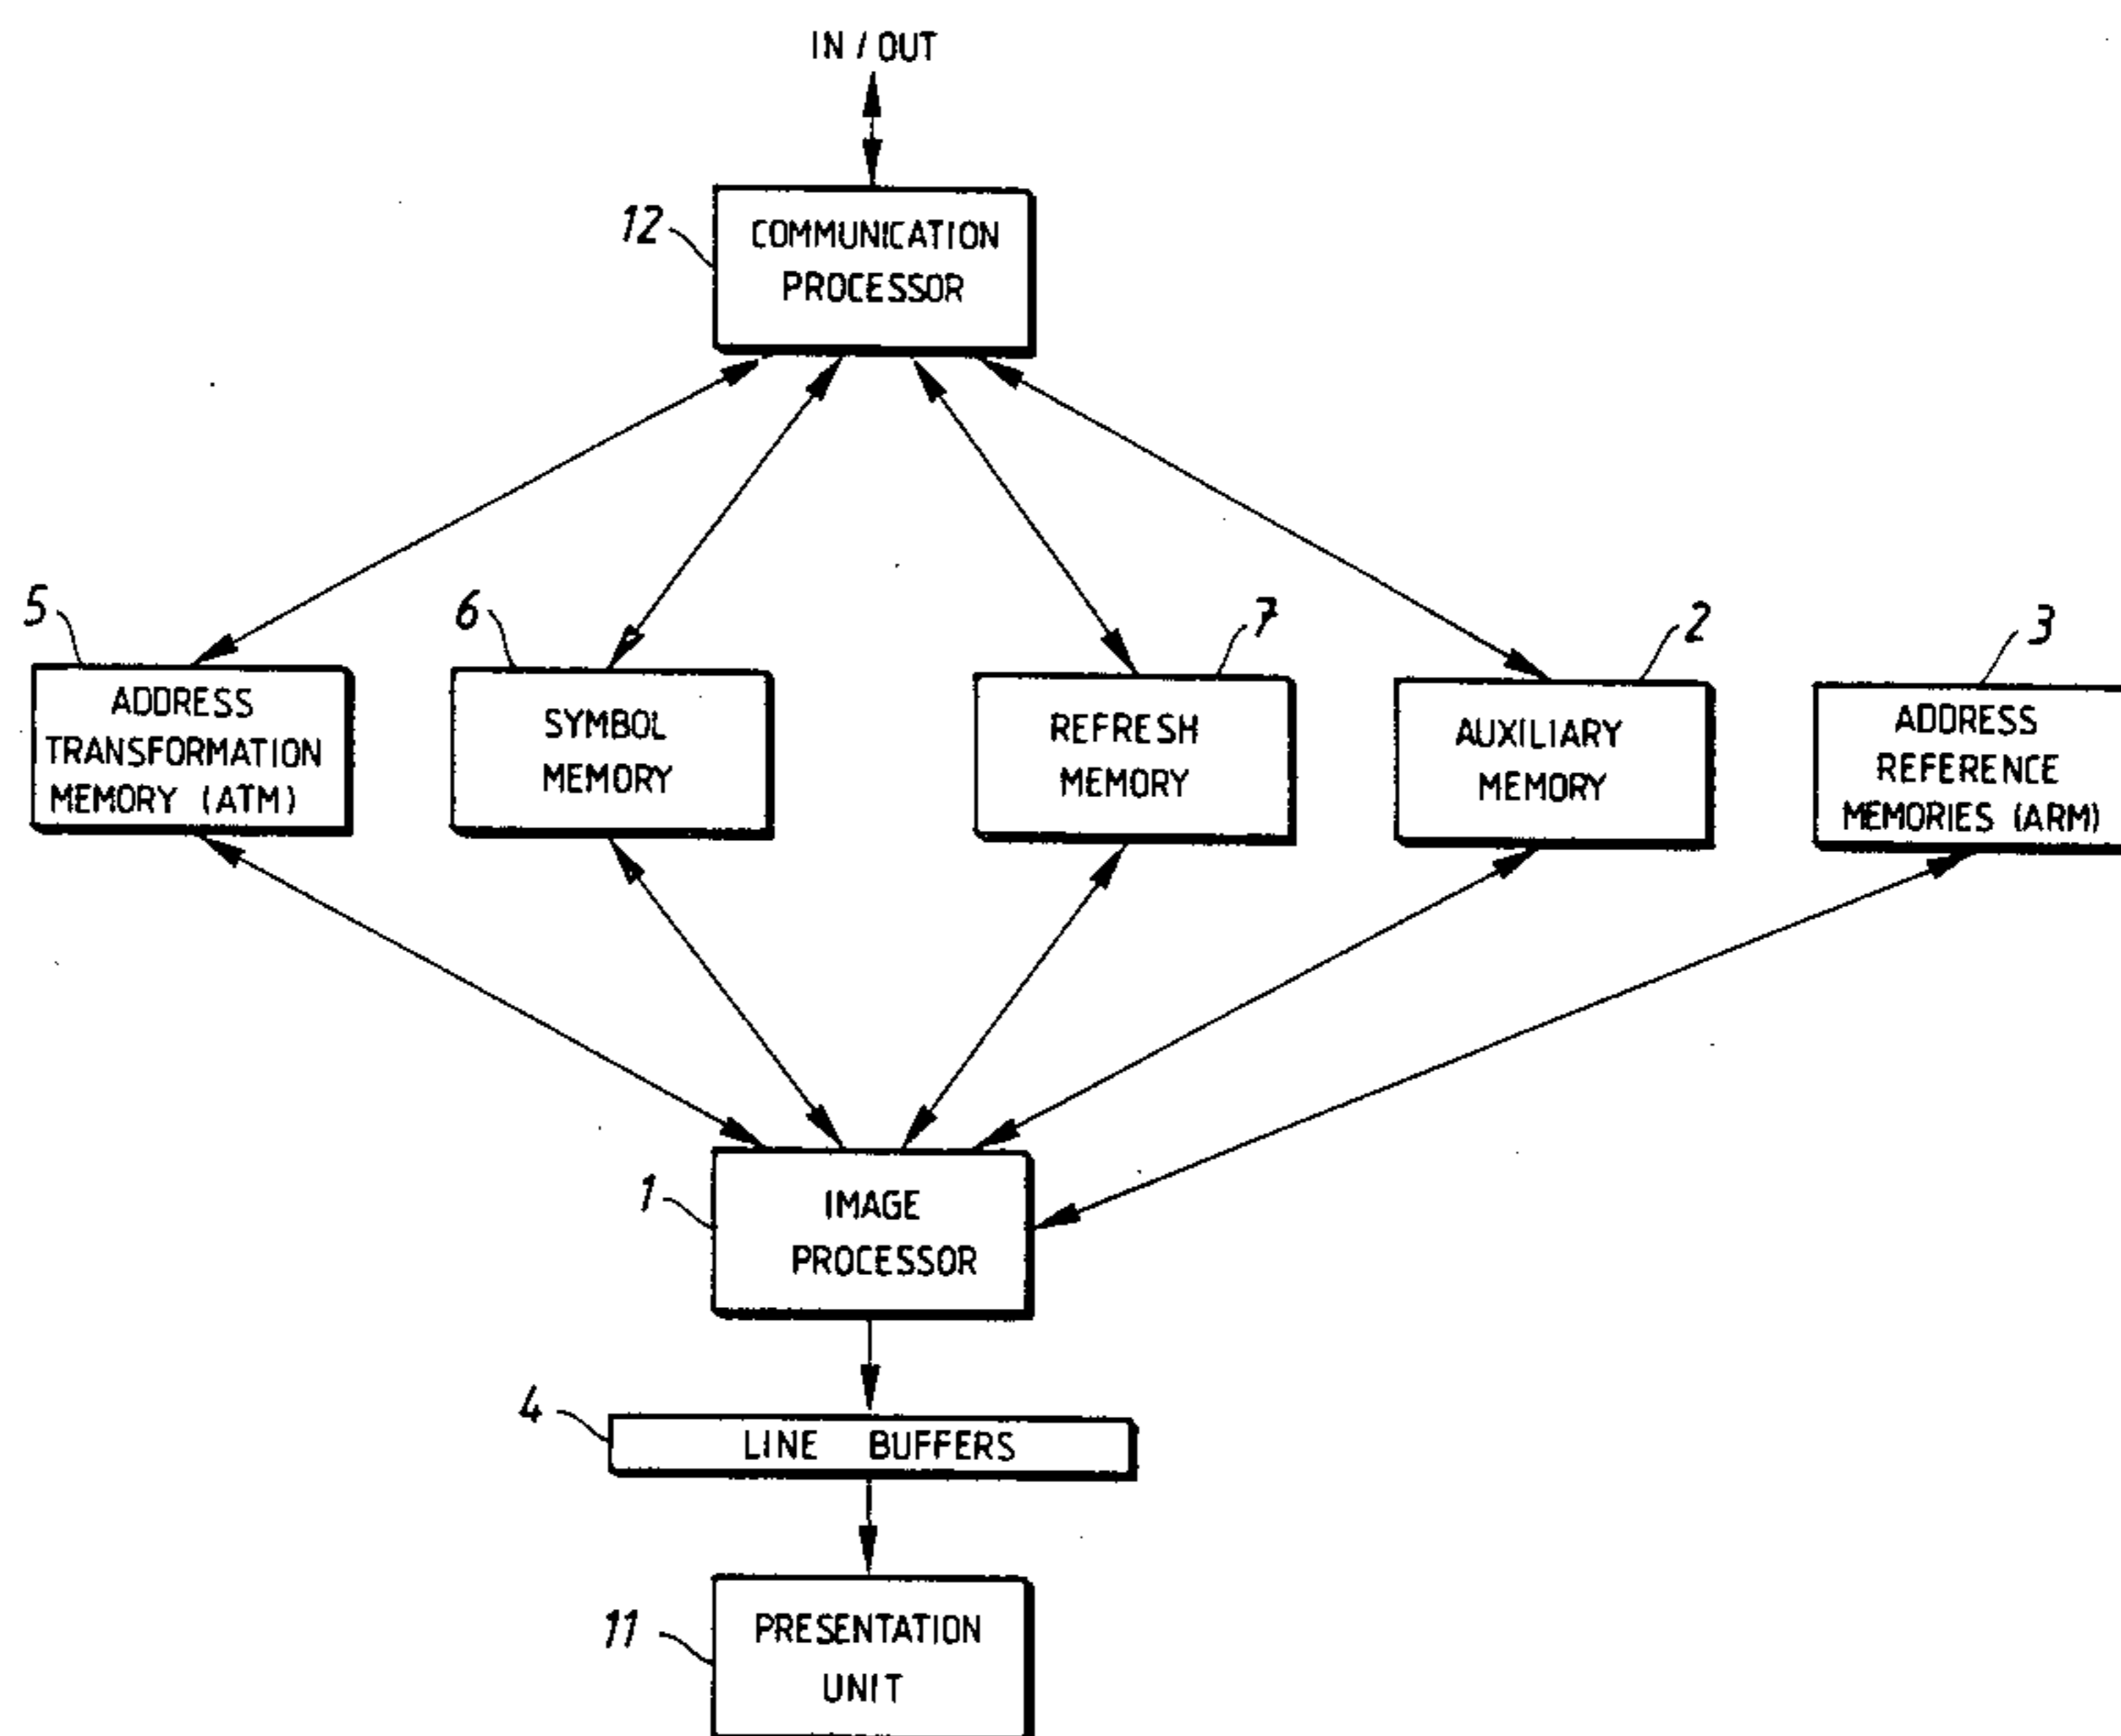 IN / OUT
12
COMMUNICATION
PROCESSOR
5
6
7
2
3
ADDRESS
TRANSFORMATION
MEMORY (ATM)
SYMBOL
MEMORY
REFRESH
MEMORY
AUXILIARY
MEMORY
ADDRESS
REFERENCE
MEMORIES (ARM)
1
IMAGE
PROCESSOR
4
LINE BUFFERS
11
PRESENTATION
UNIT